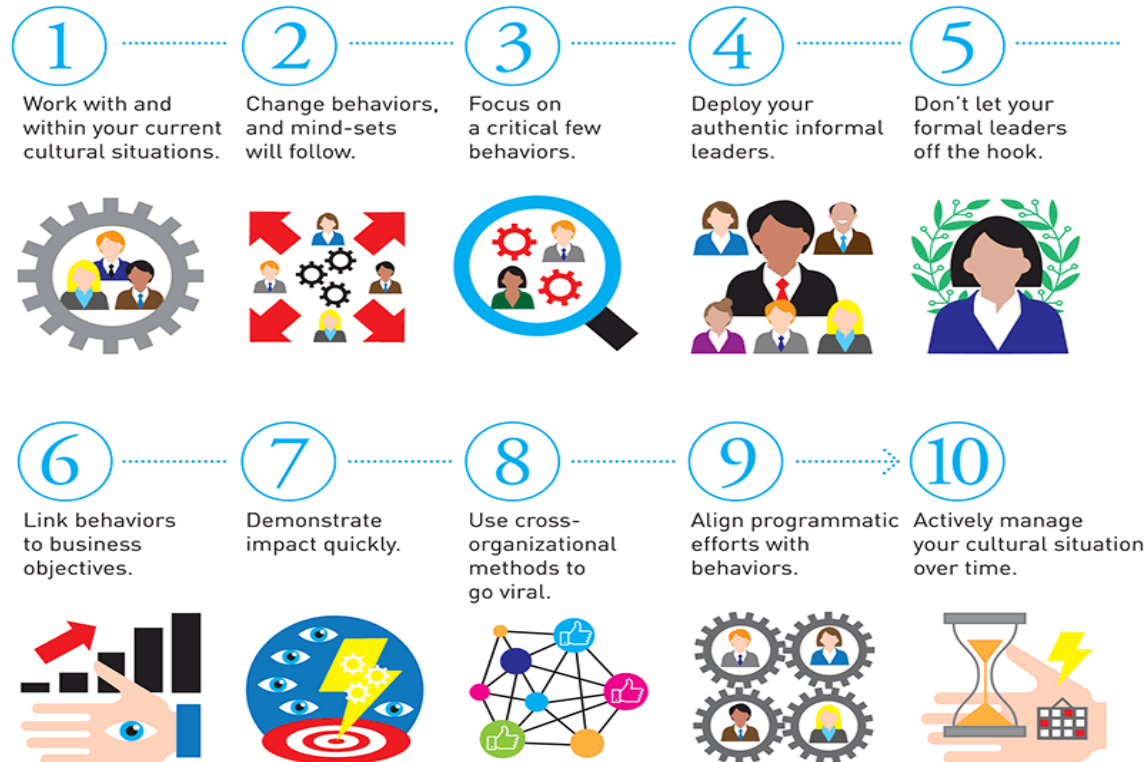 1
Work with and
within your current
cultural situations.
2
Change behaviors,
and mind-sets
will follow.
3
Focus on
a critical few
behaviors.
4
Deploy your
authentic informal
leaders.
5
Don't let your
formal leaders
off the hook.
6
Link behaviors
to business
objectives.
7
Demonstrate
impact quickly.
8
Use cross-
organizational
methods to
go viral.
9
Align programmatic
efforts with
behaviors.
10
Actively manage
your cultural situation
over time.